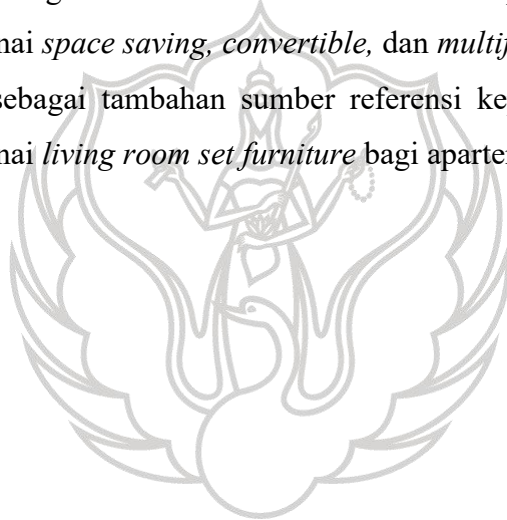 nai space saving, convertible, dan multif
sebagai tambahan sumber referensi ke
nai living room set furniture bagi aparte